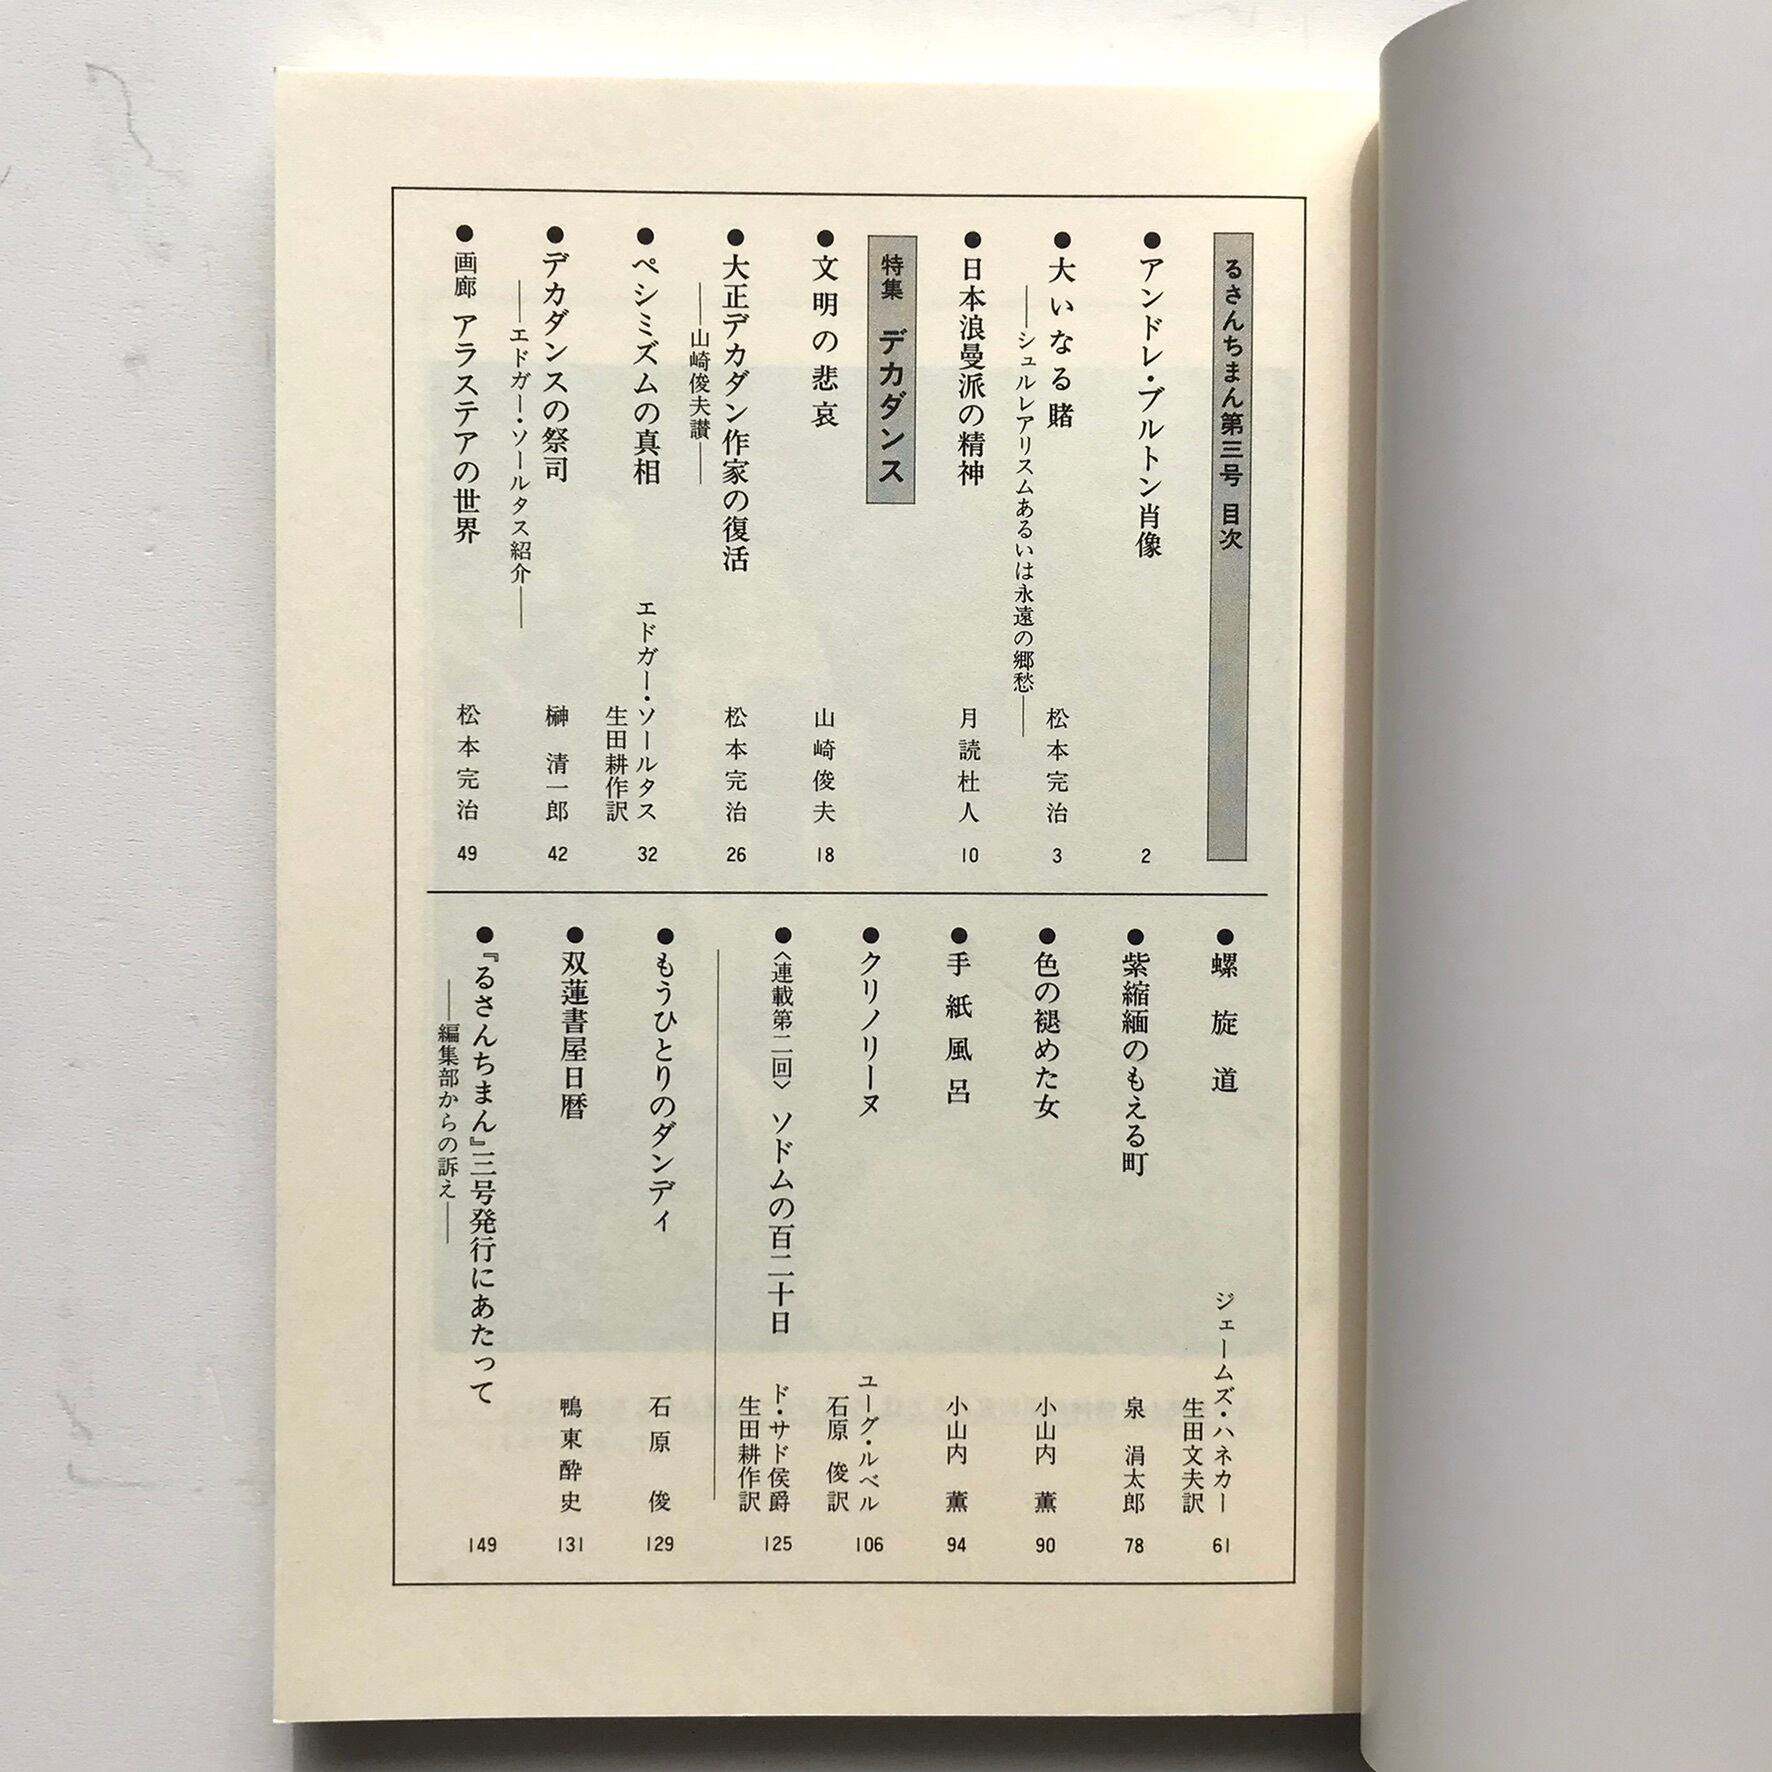 るさんちまん第三号 目次
●アンドレ・ブルトン肖像 2
●大いなる賭
——シュルレアリスムあるいは永遠の郷愁——
松本完治 3
●日本浪曼派の精神 月読杜人 10
特集 デカダンス
●文明の悲哀 山崎俊夫 18
●大正デカダン作家の復活
——山崎俊夫讃——
松本完治 26
●ペシミズムの真相 エドガー・ソールタス
生田耕作訳 32
●デカダンスの祭司
——エドガー・ソールタス紹介——
榊 清一郎 42
●画廊 アラステアの世界 松本完治 49
●螺旋道 ジェームズ・ハネカー
生田文夫訳 61
●紫縮緬のもえる町 泉 涓太郎 78
●色の褪めた女 小山内 薫 90
●手紙風呂 小山内 薫 94
●クリノリーヌ ユーグ・ルベル
石原 俊訳 106
●〈連載第二回〉 ソドムの百二十日 ド・サド侯爵
生田耕作訳 125
●もうひとりのダンディ 石原 俊 129
●双蓮書屋日暦 鴨東酔史 131
●『るさんちまん』三号発行にあたって
——編集部からの訴え——
149